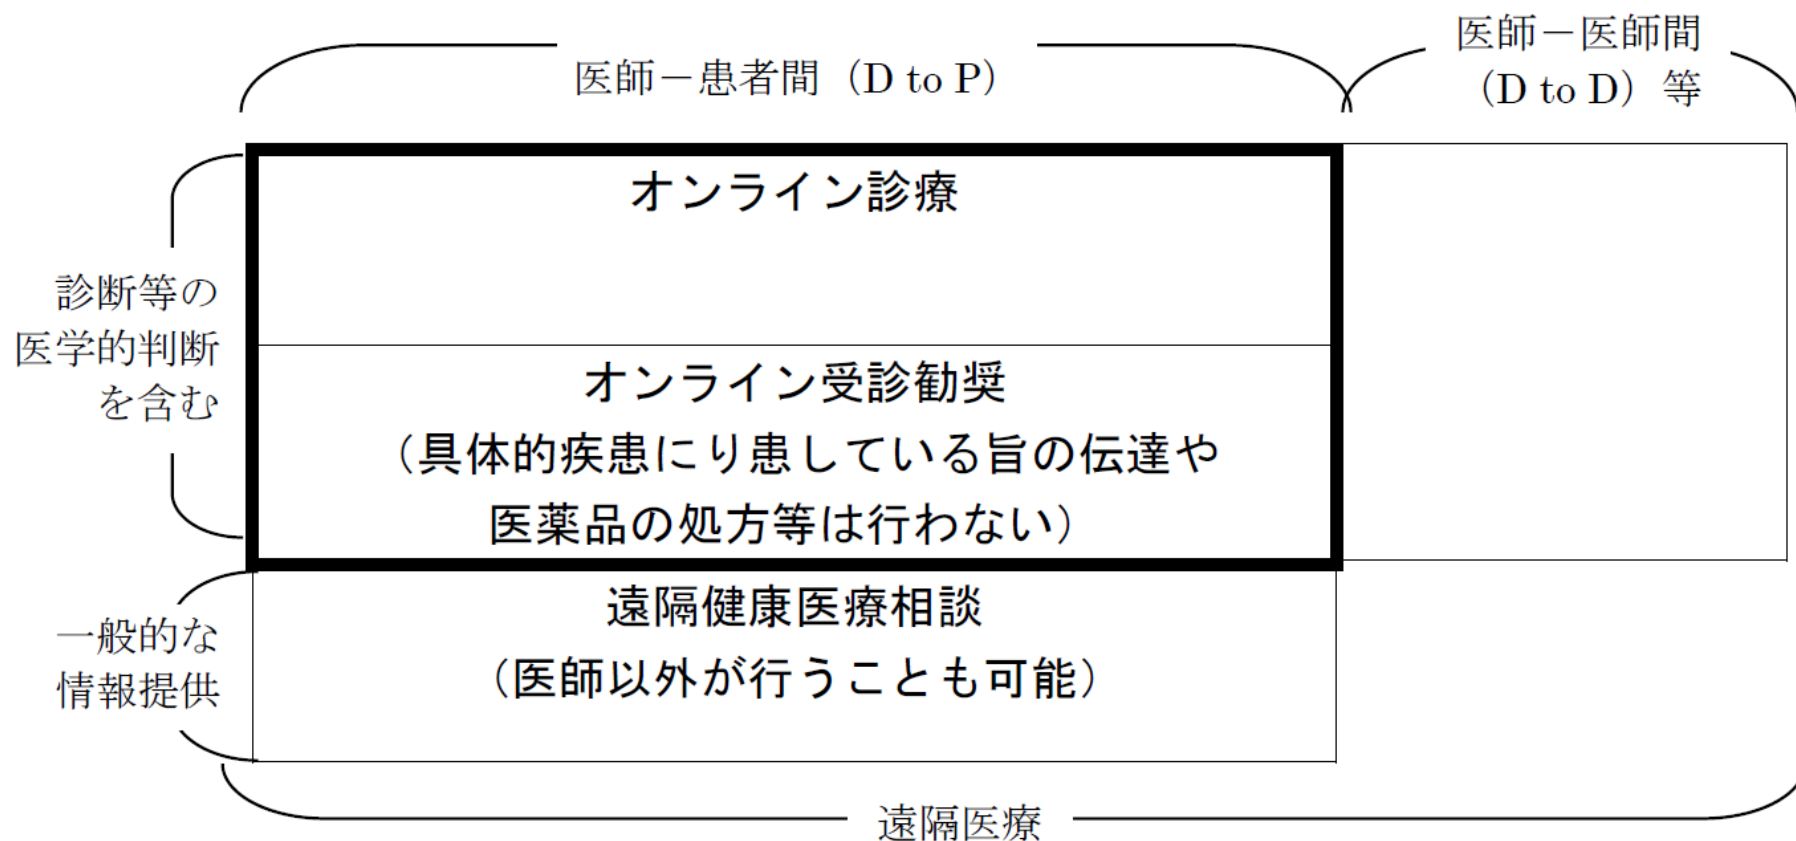 医師－患者間（D to P）
医師－医師間
（D to D）等
オンライン診療
診断等の
医学的判断
を含む
オンライン受診勧奨
（具体的疾患にり患している旨の伝達や
医薬品の処方等は行わない）
一般的な
情報提供
遠隔健康医療相談
（医師以外が行うことも可能）
遠隔医療